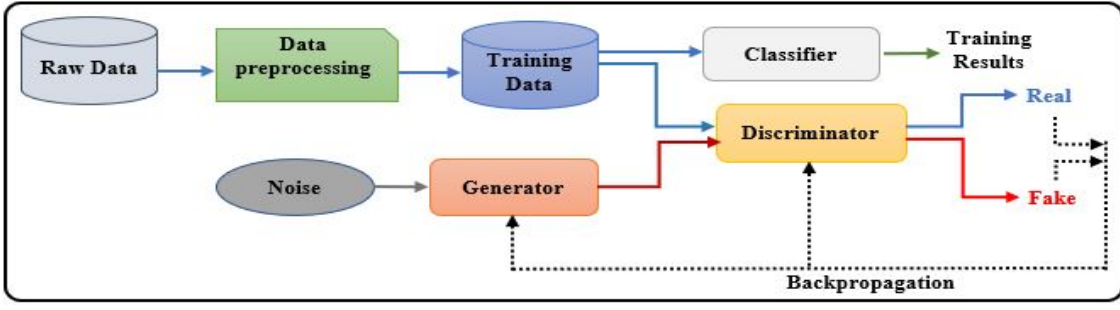 Raw Data
Data
preprocessing
Training
Data
Classifier
Training
Results
Discriminator
Real
Noise
Generator
Fake
Backpropagation